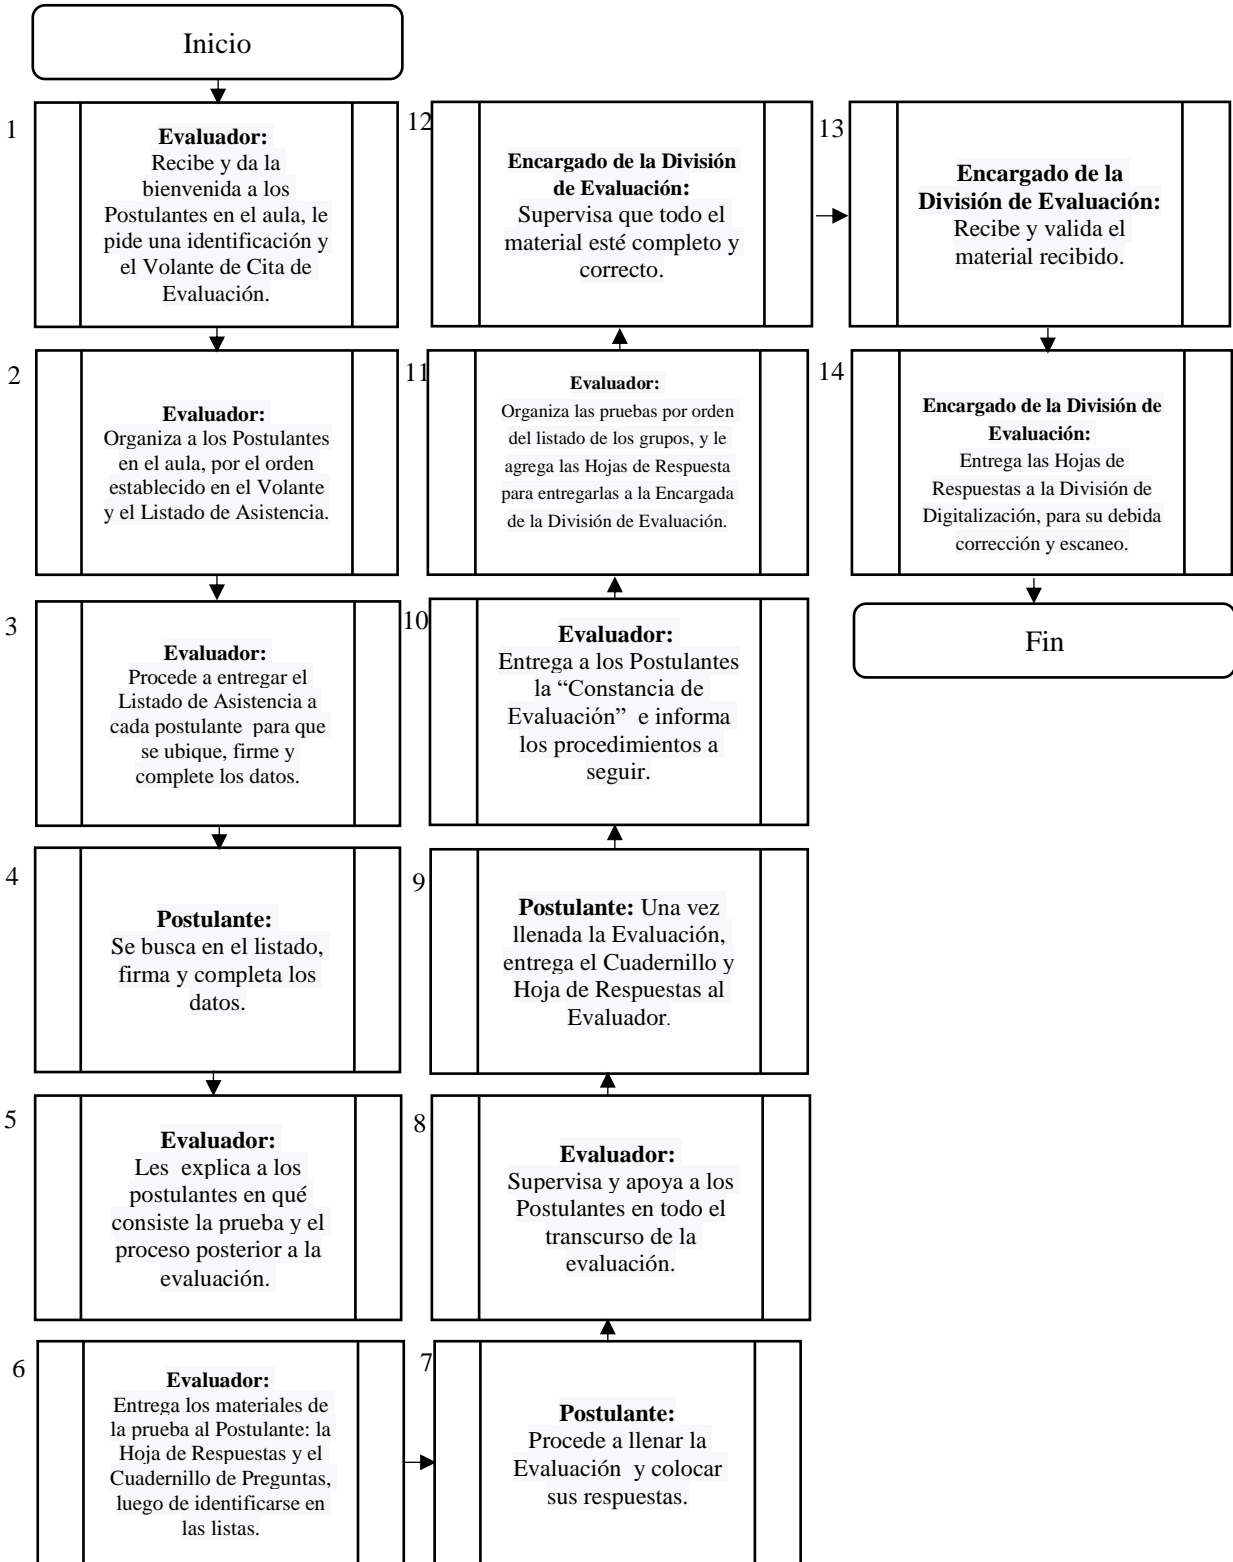 Inicio
1
Evaluador:
Recibe y da la
bienvenida a los
Postulantes en el aula, le
pide una identificación y
el Volante de Cita de
Evaluación.
2
Evaluador:
Organiza a los Postulantes
en el aula, por el orden
establecido en el Volante
y el Listado de Asistencia.
3
Evaluador:
Procede a entregar el
Listado de Asistencia a
cada postulante para que
se ubique, firme y
complete los datos.
4
Postulante:
Se busca en el listado,
firma y completa los
datos.
5
Evaluador:
Les explica a los
postulantes en qué
consiste la prueba y el
proceso posterior a la
evaluación.
6
Evaluador:
Entrega los materiales de
la prueba al Postulante: la
Hoja de Respuestas y el
Cuadernillo de Preguntas,
luego de identificarse en
las listas.
7
Postulante:
Procede a llenar la
Evaluación y colocar
sus respuestas.
8
Evaluador:
Supervisa y apoya a los
Postulantes en todo el
transcurso de la
evaluación.
9
Postulante: Una vez
llenada la Evaluación,
entrega el Cuadernillo y
Hoja de Respuestas al
Evaluador.
10
Evaluador:
Entrega a los Postulantes
la “Constancia de
Evaluación” e informa
los procedimientos a
seguir.
11
Evaluador:
Organiza las pruebas por orden
del listado de los grupos, y le
agrega las Hojas de Respuesta
para entregarlas a la Encargada
de la División de Evaluación.
12
Encargado de la División
de Evaluación:
Supervisa que todo el
material esté completo y
correcto.
13
Encargado de la
División de Evaluación:
Recibe y valida el
material recibido.
14
Encargado de la División de
Evaluación:
Entrega las Hojas de
Respuestas a la División de
Digitalización, para su debida
corrección y escaneo.
Fin